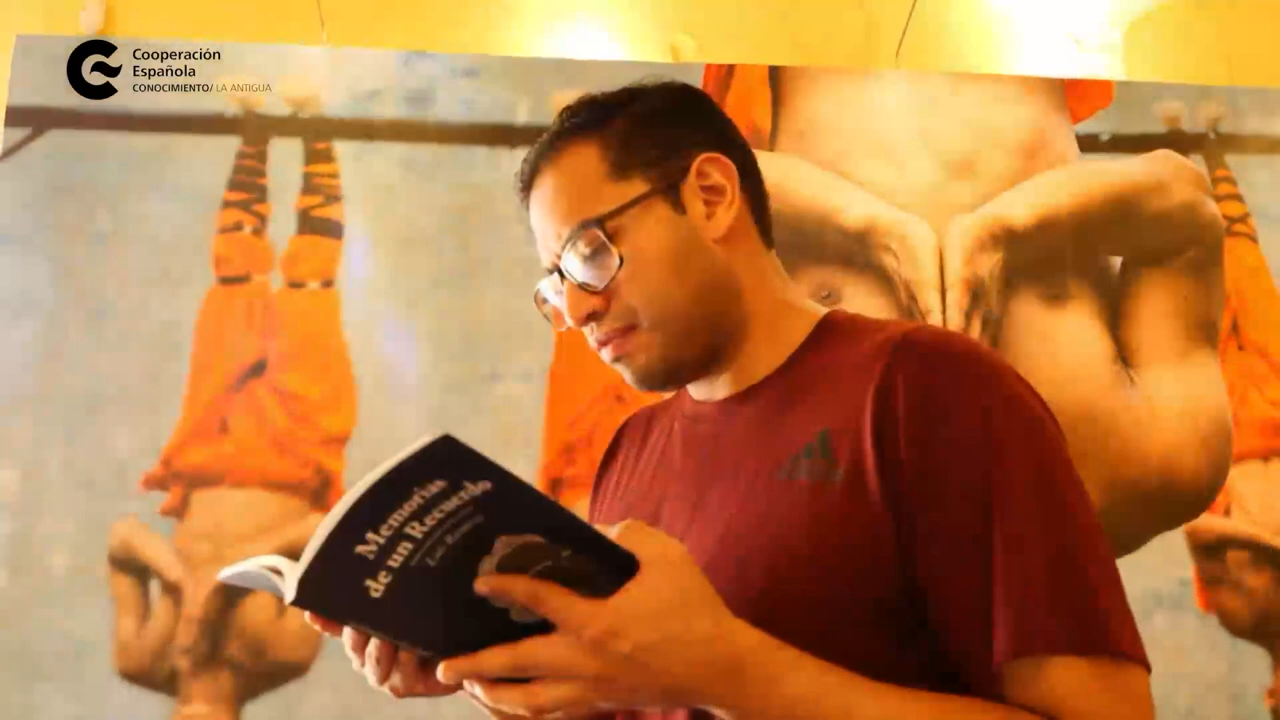 Cooperación
Española
CONOCIMIENTO/ LA ANTIGUA
Memorias
de un Recuerdo